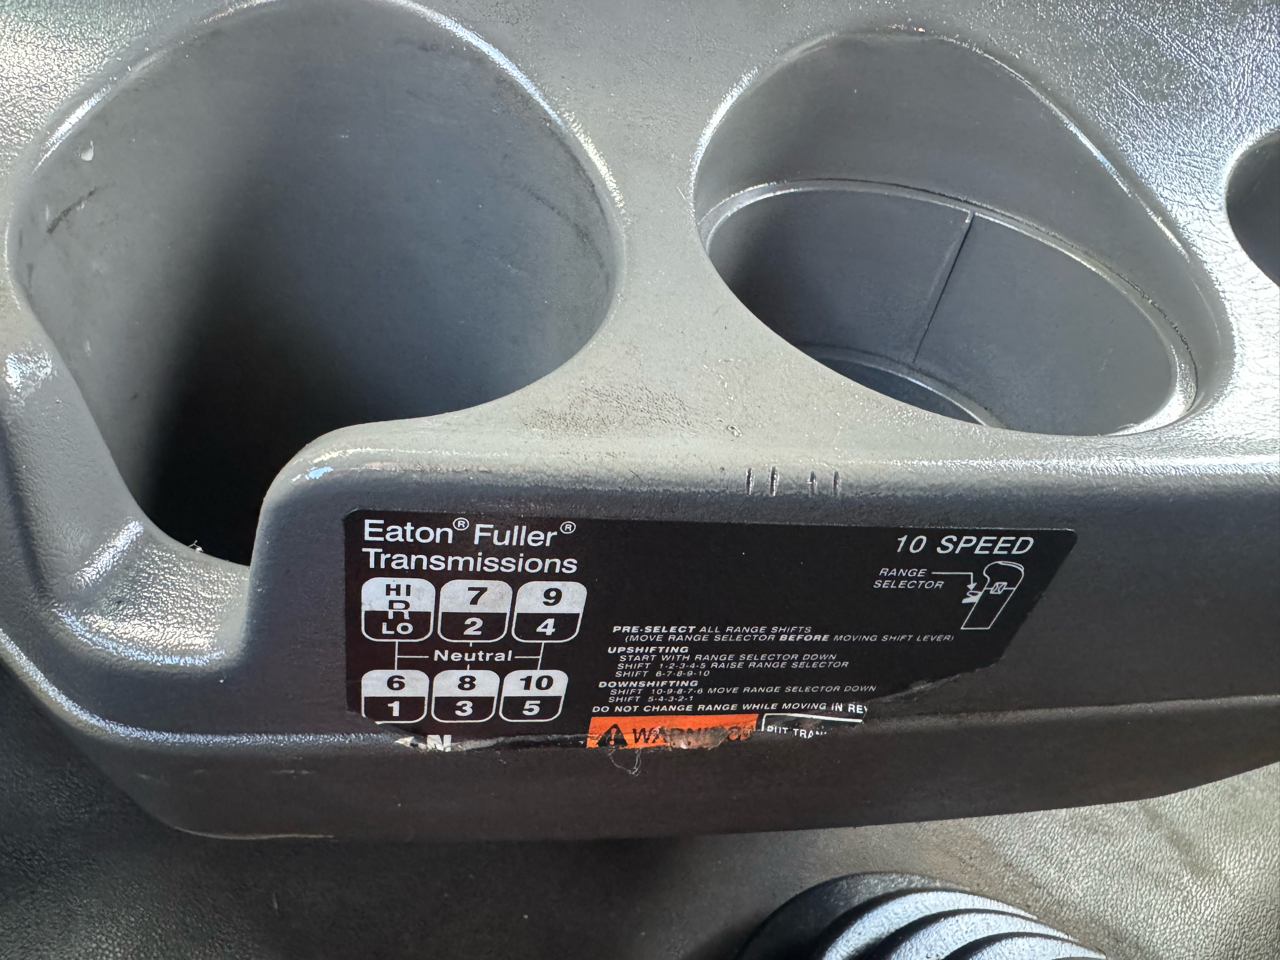 Eaton® Fuller®
Transmissions
10 SPEED
RANGE
SELECTOR
HI 7 9
R
LO 2 4
Neutral
6 8 10
1 3 5
PRE-SELECT ALL RANGE SHIFTS
(MOVE RANGE SELECTOR BEFORE MOVING SHIFT LEVER)
UPSHIFTING
START WITH RANGE SELECTOR DOWN
SHIFT 1-2-3-4-5 RAISE RANGE SELECTOR
SHIFT 6-7-8-9-10
DOWNSHIFTING
SHIFT 10-9-8-7-6 MOVE RANGE SELECTOR DOWN
SHIFT 5-4-3-2-1
DO NOT CHANGE RANGE WHILE MOVING IN REV
WARNING
PUT TRAN